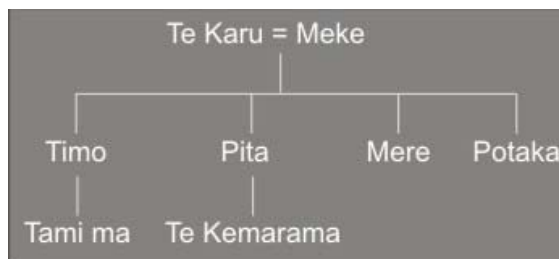 Te Karu = Meke
Timo Pita Mere Potaka
Tami ma Te Kemarama